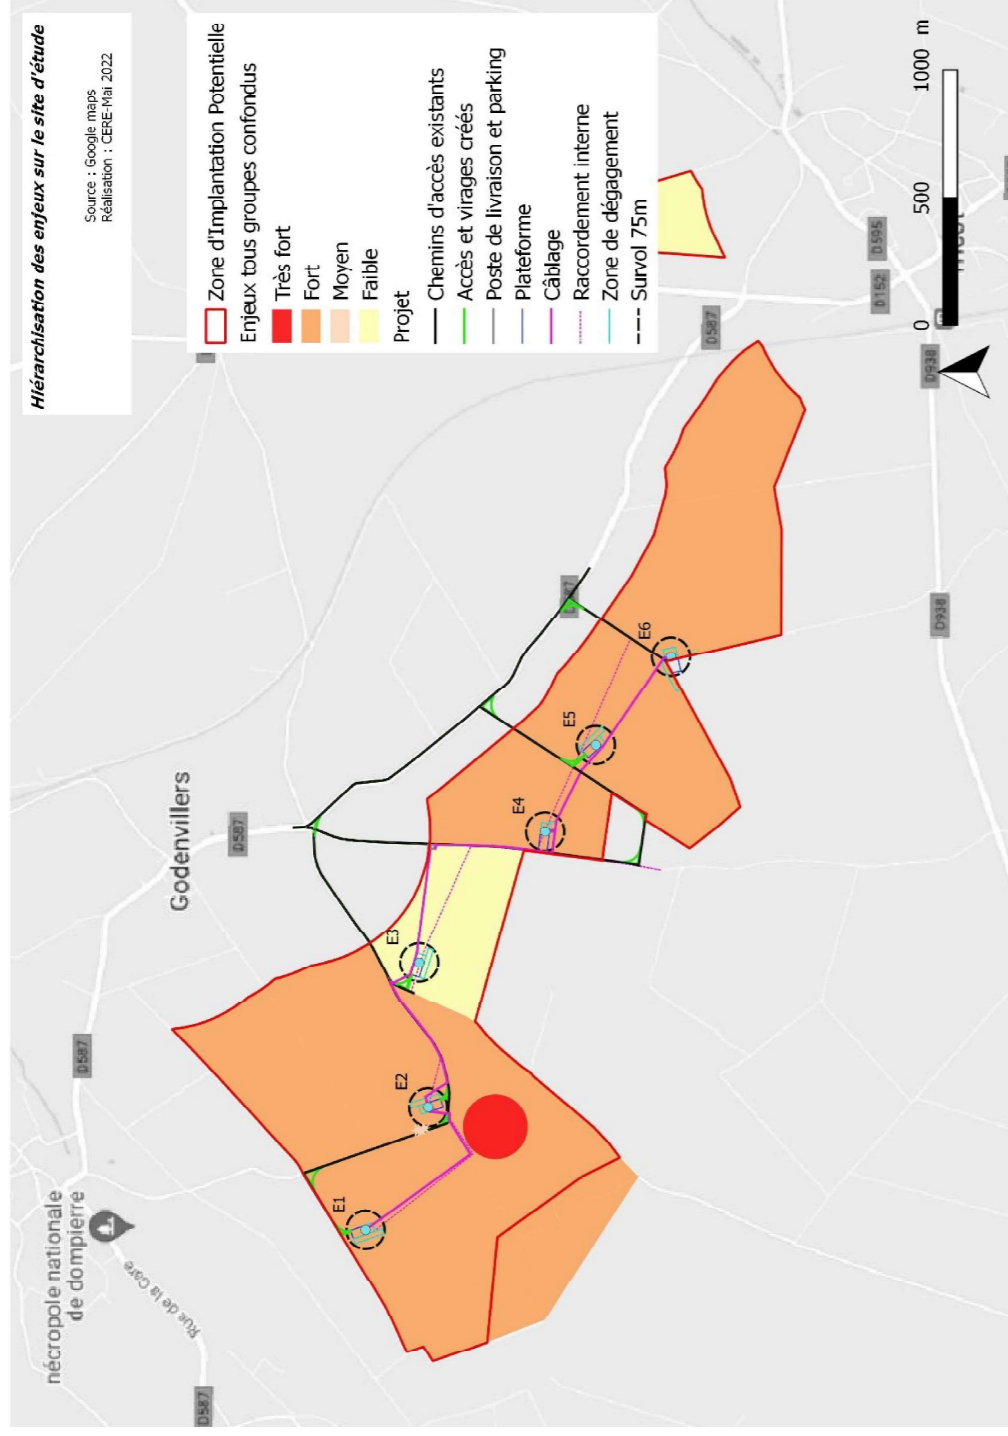 Hiérarchisation des enjeux sur le site d'étude
Source : Google maps
Réalisation : CERE-Mai 2022
Zone d'Implantation Potentielle
Enjeux tous groupes confondus
Très fort
Fort
Moyen
Faible
Projet
Chemins d'accès existants
Accès et virages créés
Poste de livraison et parking
Plateforme
Câblage
Raccordement interne
Zone de dégagement
Survol 75m
nécropole nationale
de dompierre
Rue de la Gare
D587
D587
Godenvillers
D587
E1
E2
E3
E4
E5
E6
D587
D595
D152
D938
D938
0
500
1000 m